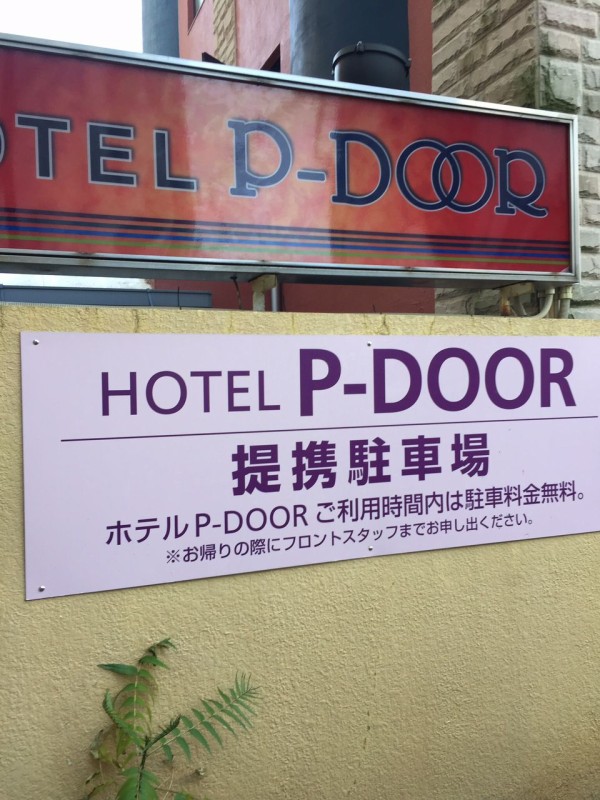 OTEL P-DOOR
HOTEL P-DOOR
提携駐車場
ホテルP-DOORご利用時間内は駐車料金無料。
※お帰りの際にフロントスタッフまでお申し出ください。